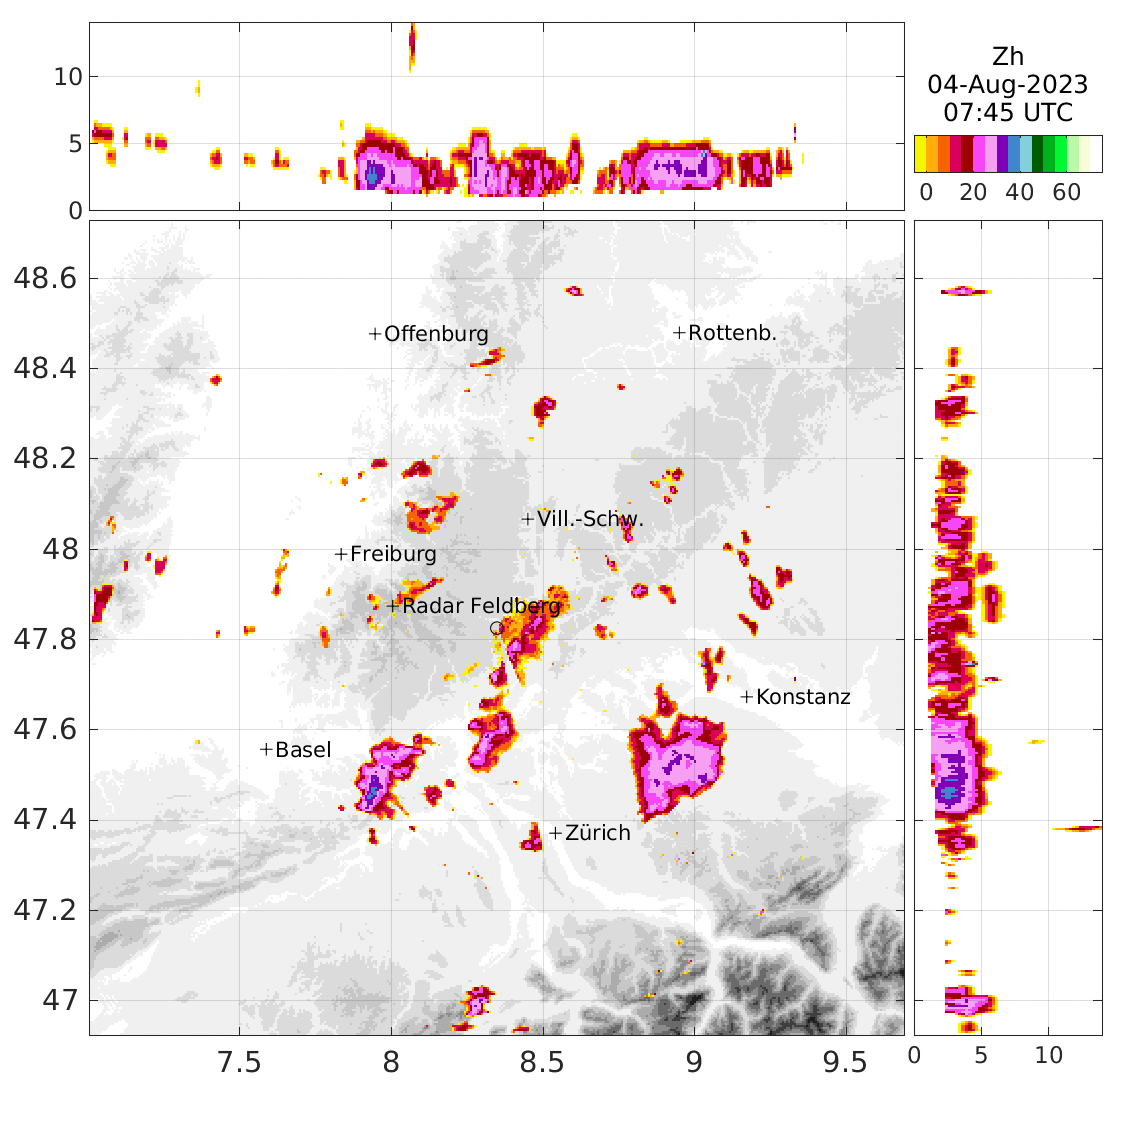 10
5
0
Zh
04-Aug-2023
07:45 UTC
0 20 40 60
48.6
48.4
48.2
48
47.8
47.6
47.4
47.2
47
+Offenburg
+Rottenb.
+Vill.-Schw.
+Freiburg
+Radar Feldberg
+Konstanz
+Basel
+Zürich
7.5 8 8.5 9 9.5
0 5 10